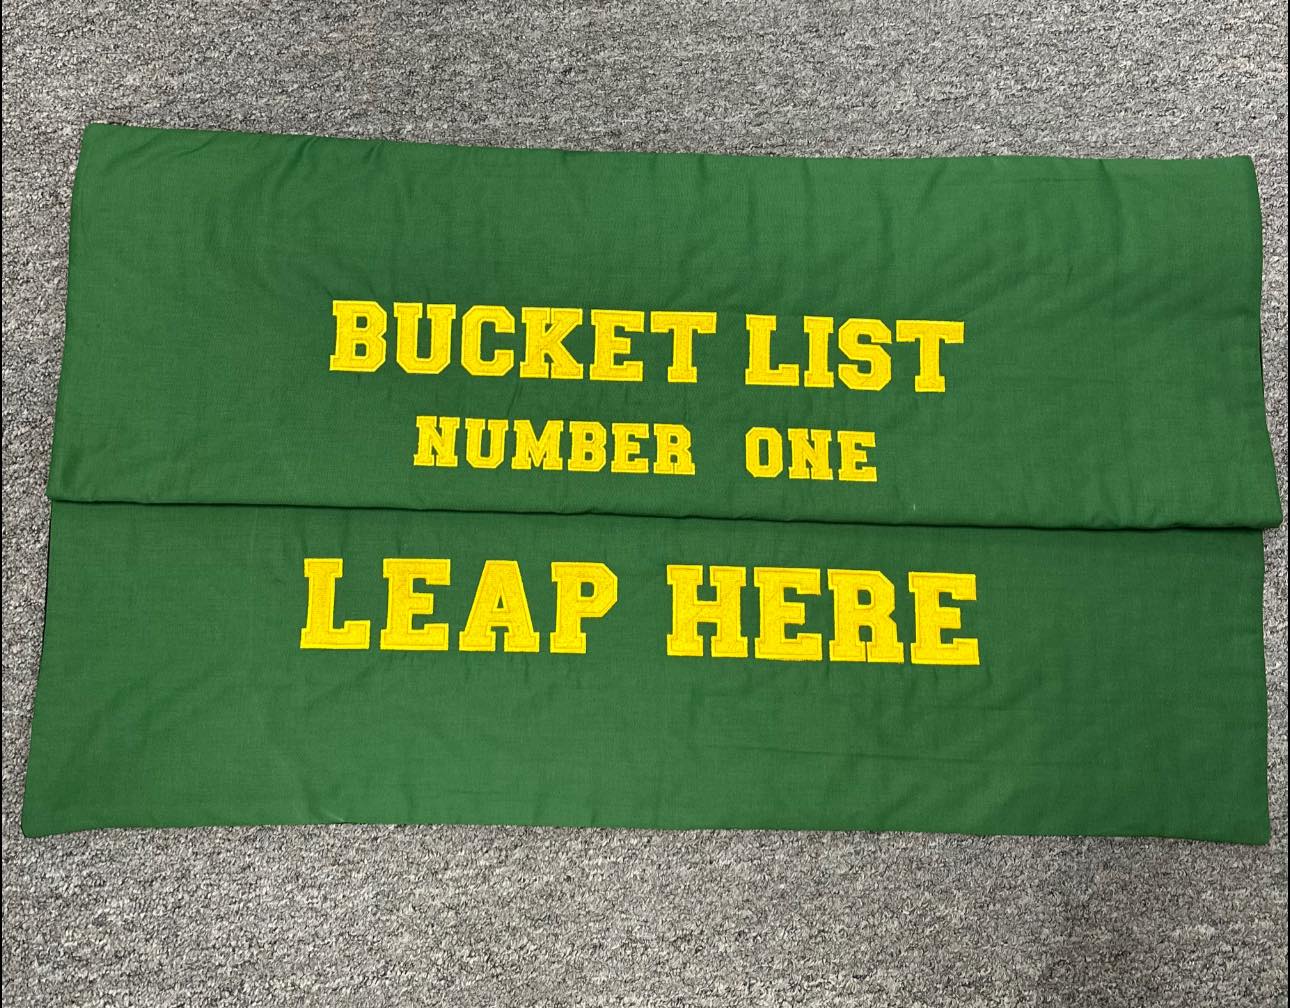 BUCKET LIST
NUMBER ONE
LEAP HERE